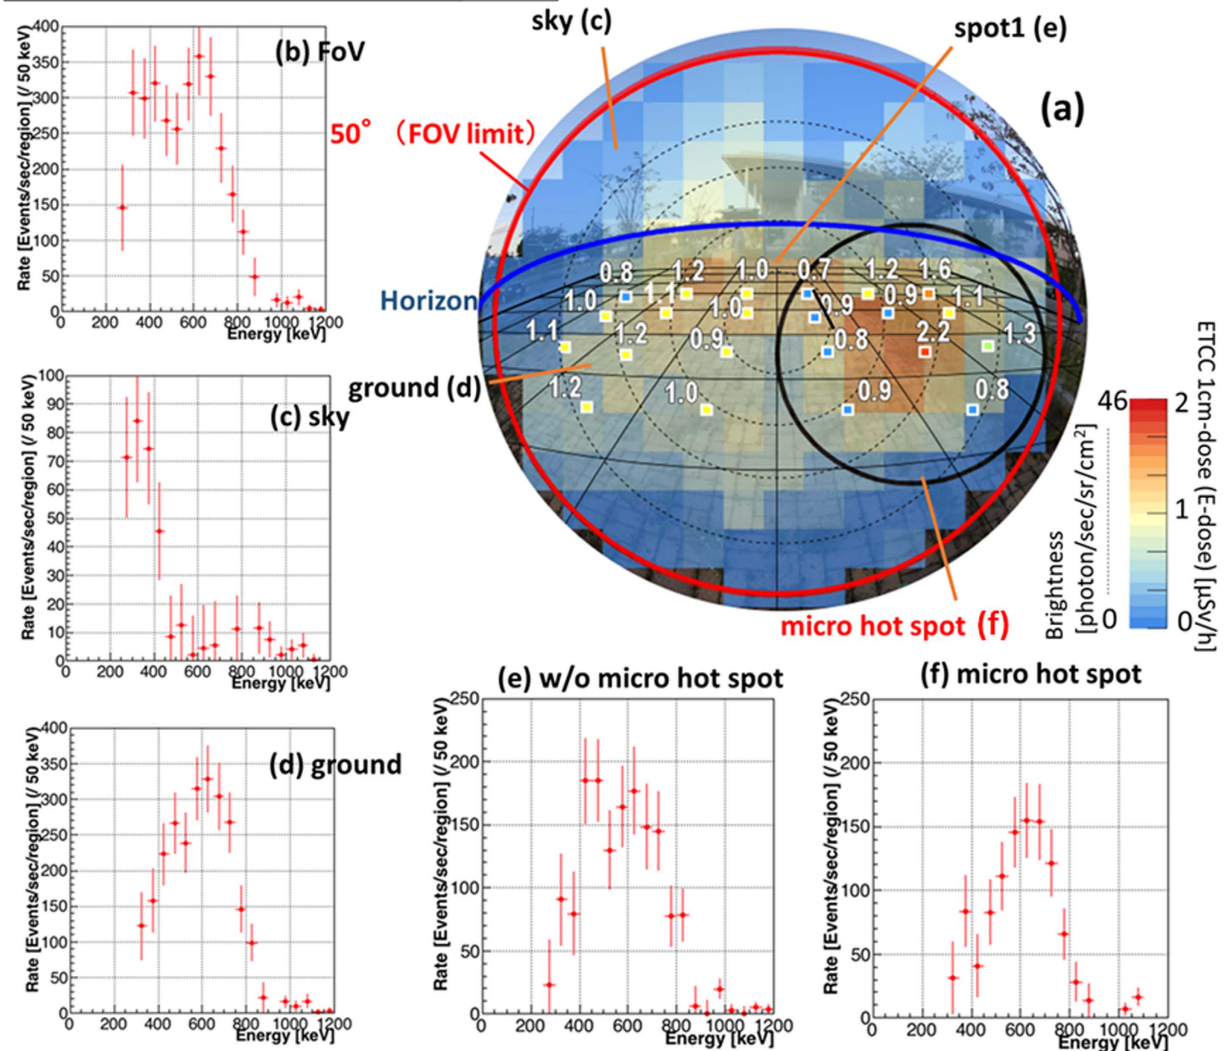 (b) FoV
Rate [Events/sec/region] (/ 50 keV)
400
350
300
250
200
150
100
50
0
0 200 400 600 800 1000 1200
Energy [keV]
(c) sky
Rate [Events/sec/region] (/ 50 keV)
100
90
80
70
60
50
40
30
20
10
0
0 200 400 600 800 1000 1200
Energy [keV]
(d) ground
Rate [Events/sec/region] (/ 50 keV)
400
350
300
250
200
150
100
50
0
0 200 400 600 800 1000 1200
Energy [keV]
sky (c)
spot1 (e)
(a)
50° （FOV limit）
Horizon
ground (d)
0.8 1.2 1.0 0.7 1.2 1.6
1.0 1.1 1.0 0.9 0.9 1.1
1.1 1.2 0.9 0.8 2.2 1.3
1.2 1.0 0.9 0.8
micro hot spot (f)
46
0
Brightness
[photon/sec/sr/cm²]
2
1
0
ETCC 1cm-dose (E-dose) [μSv/h]
(e) w/o micro hot spot
Rate [Events/sec/region] (/ 50 keV)
250
200
150
100
50
0
0 200 400 600 800 1000 1200
Energy [keV]
(f) micro hot spot
Rate [Events/sec/region] (/ 50 keV)
250
200
150
100
50
0
0 200 400 600 800 1000 1200
Energy [keV]